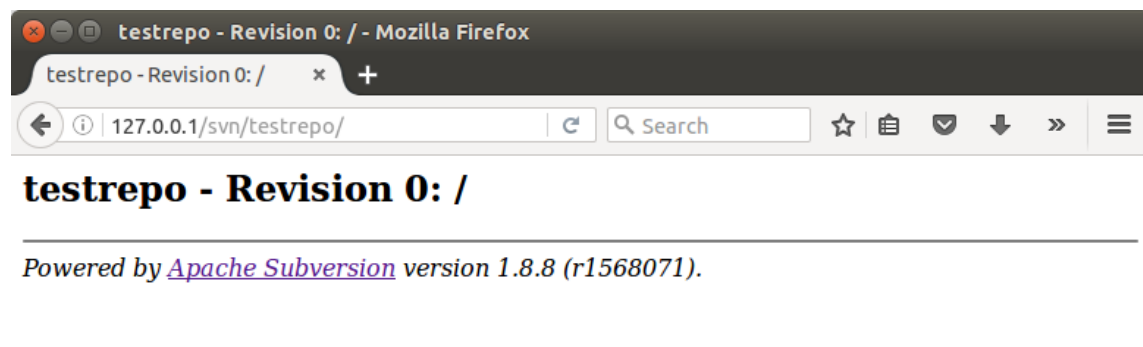 testrepo - Revision 0: / - Mozilla Firefox
testrepo - Revision 0: /
127.0.0.1/svn/testrepo/
Search
testrepo - Revision 0: /
Powered by Apache Subversion version 1.8.8 (r1568071).